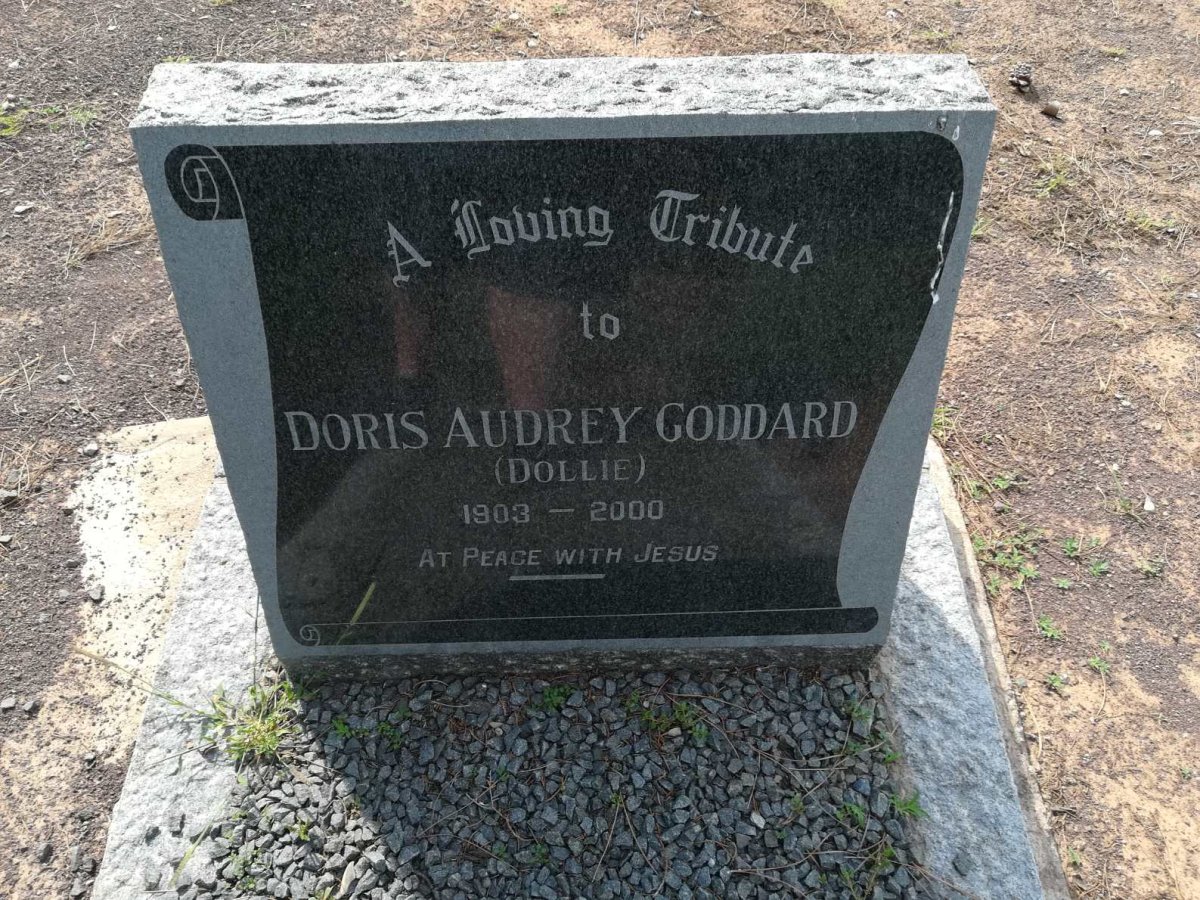 A Loving Tribute
to
DORIS AUDREY GODDARD
(DOLLIE)
1903 — 2000
AT PEACE WITH JESUS